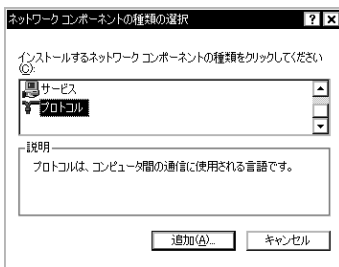 ネットワーク コンポーネントの種類の選択
インストールするネットワーク コンポーネントの種類をクリックしてください
(C):
サービス
プロトコル
説明
プロトコルは、コンピュータ間の通信に使用される言語です。
追加(A)... キャンセル